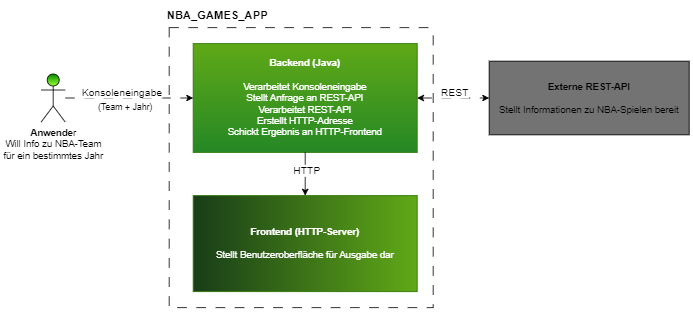 NBA_GAMES_APP
Backend (Java)
Verarbeitet Konsoleneingabe
Stellt Anfrage an REST-API
Verarbeitet REST-API
Erstellt HTTP-Adresse
Schickt Ergebnis an HTTP-Frontend
Konsoleneingabe
(Team + Jahr)
Anwender
Will Info zu NBA-Team
für ein bestimmtes Jahr
REST
Externe REST-API
Stellt Informationen zu NBA-Spielen bereit
HTTP
Frontend (HTTP-Server)
Stellt Benutzeroberfläche für Ausgabe dar